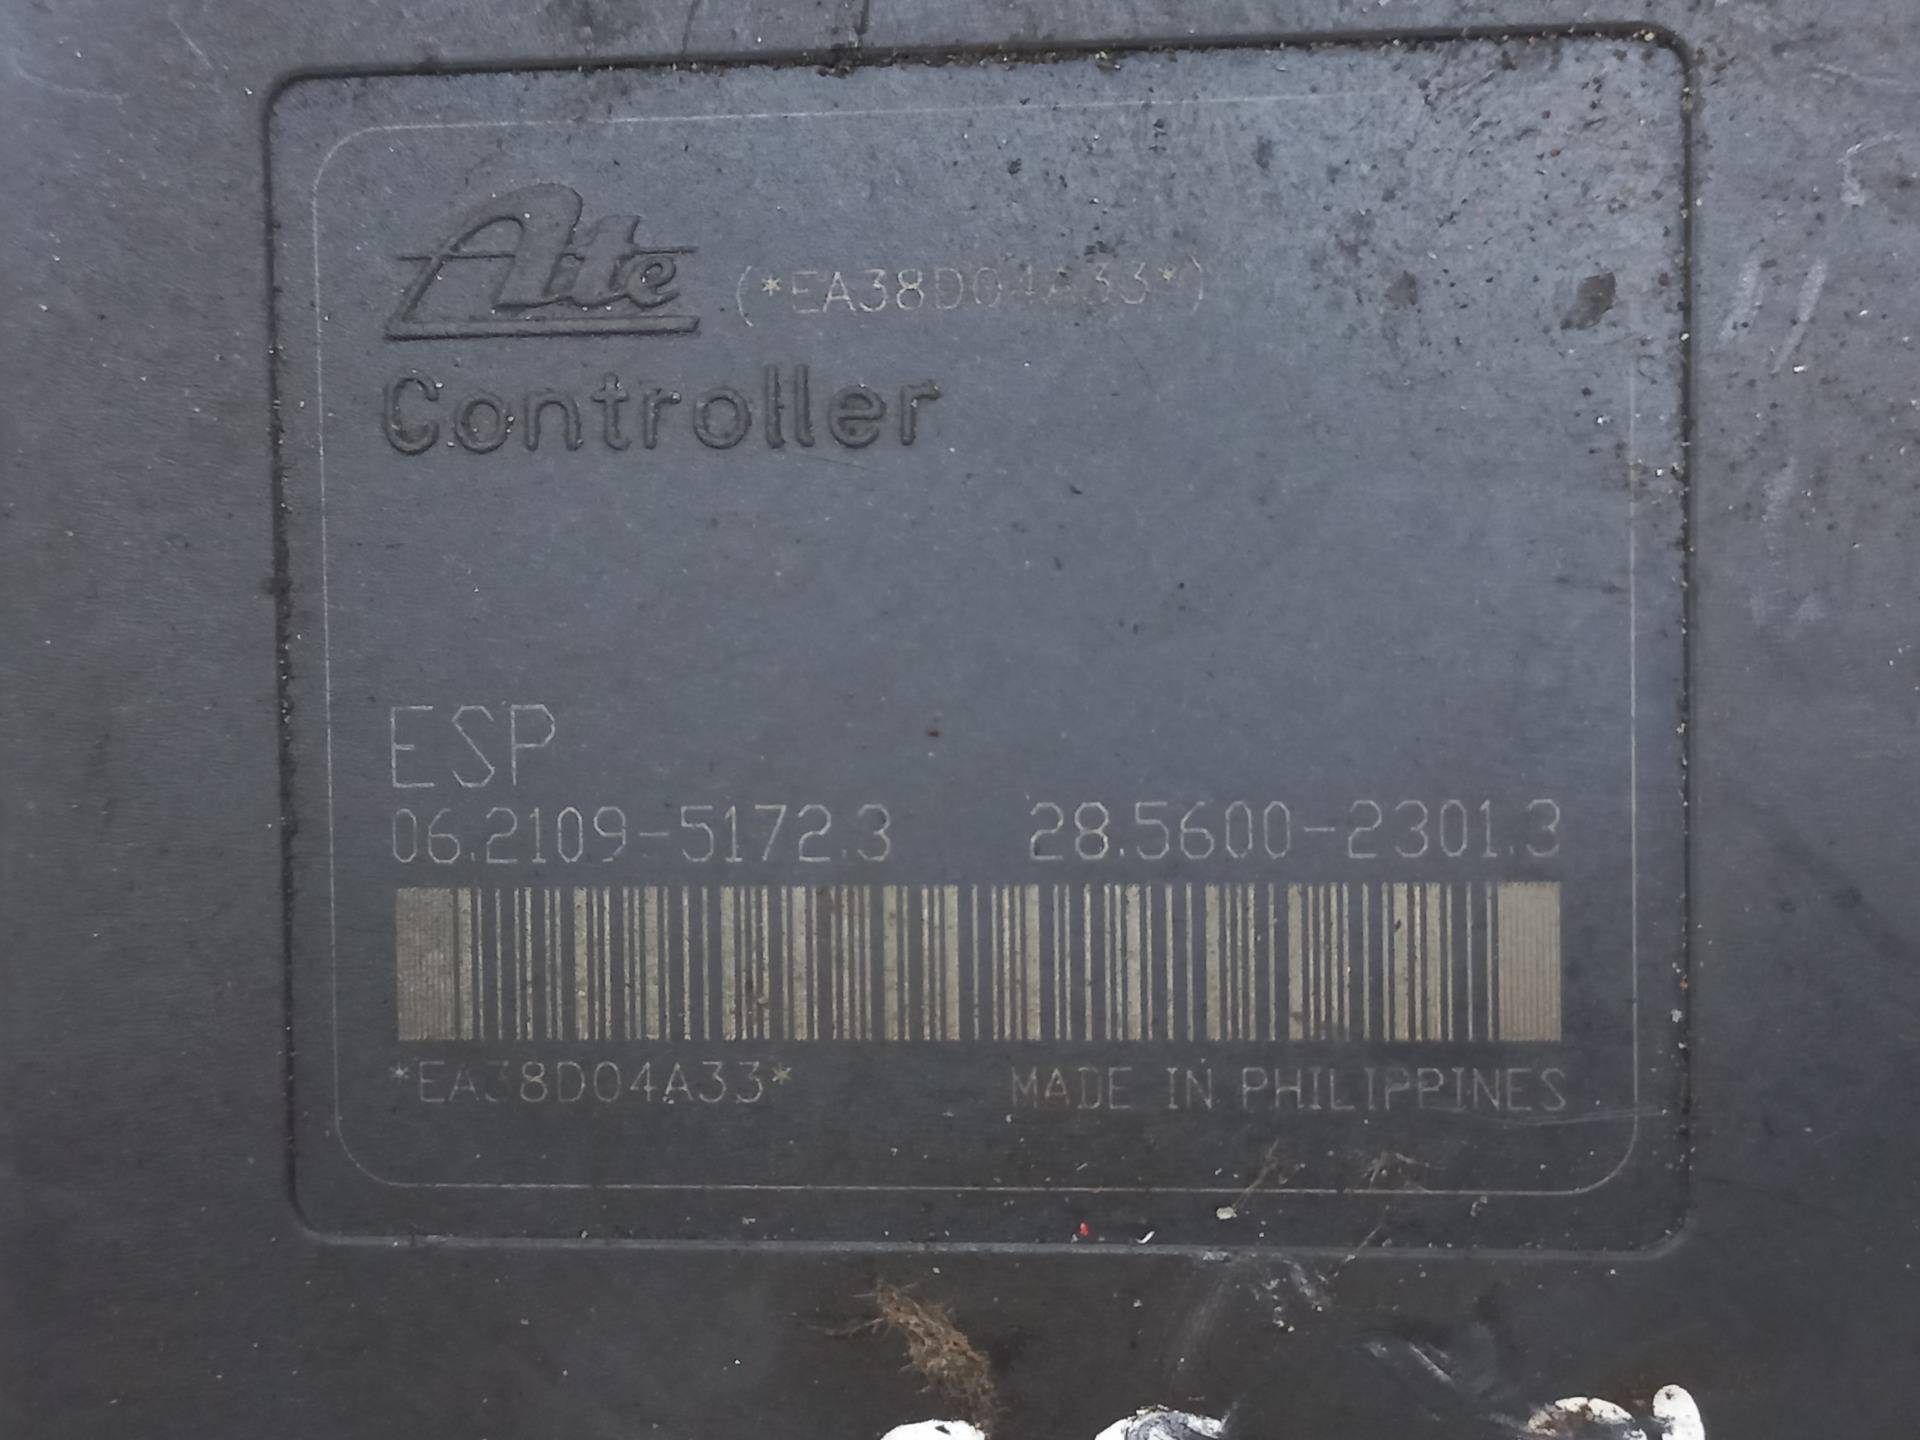 Ate (*EA38D04A33*)
Controller
ESP
06.2109-5172.3 28.5600-2301.3
*EA38D04A33* MADE IN PHILIPPINES